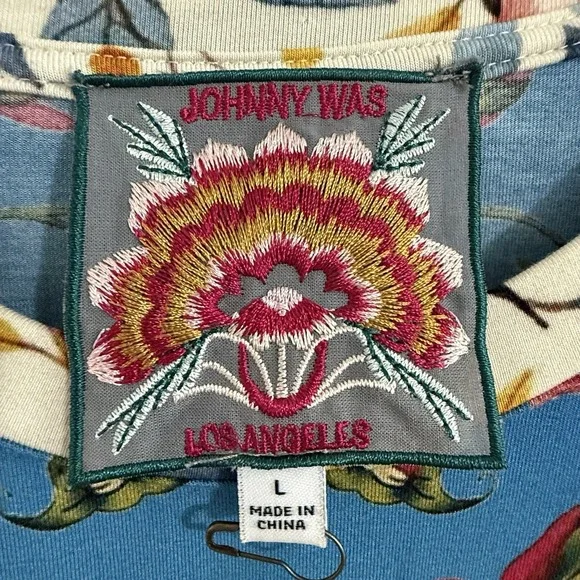 JOHNNY WAS
LOS ANGELES
L
MADE IN
CHINA